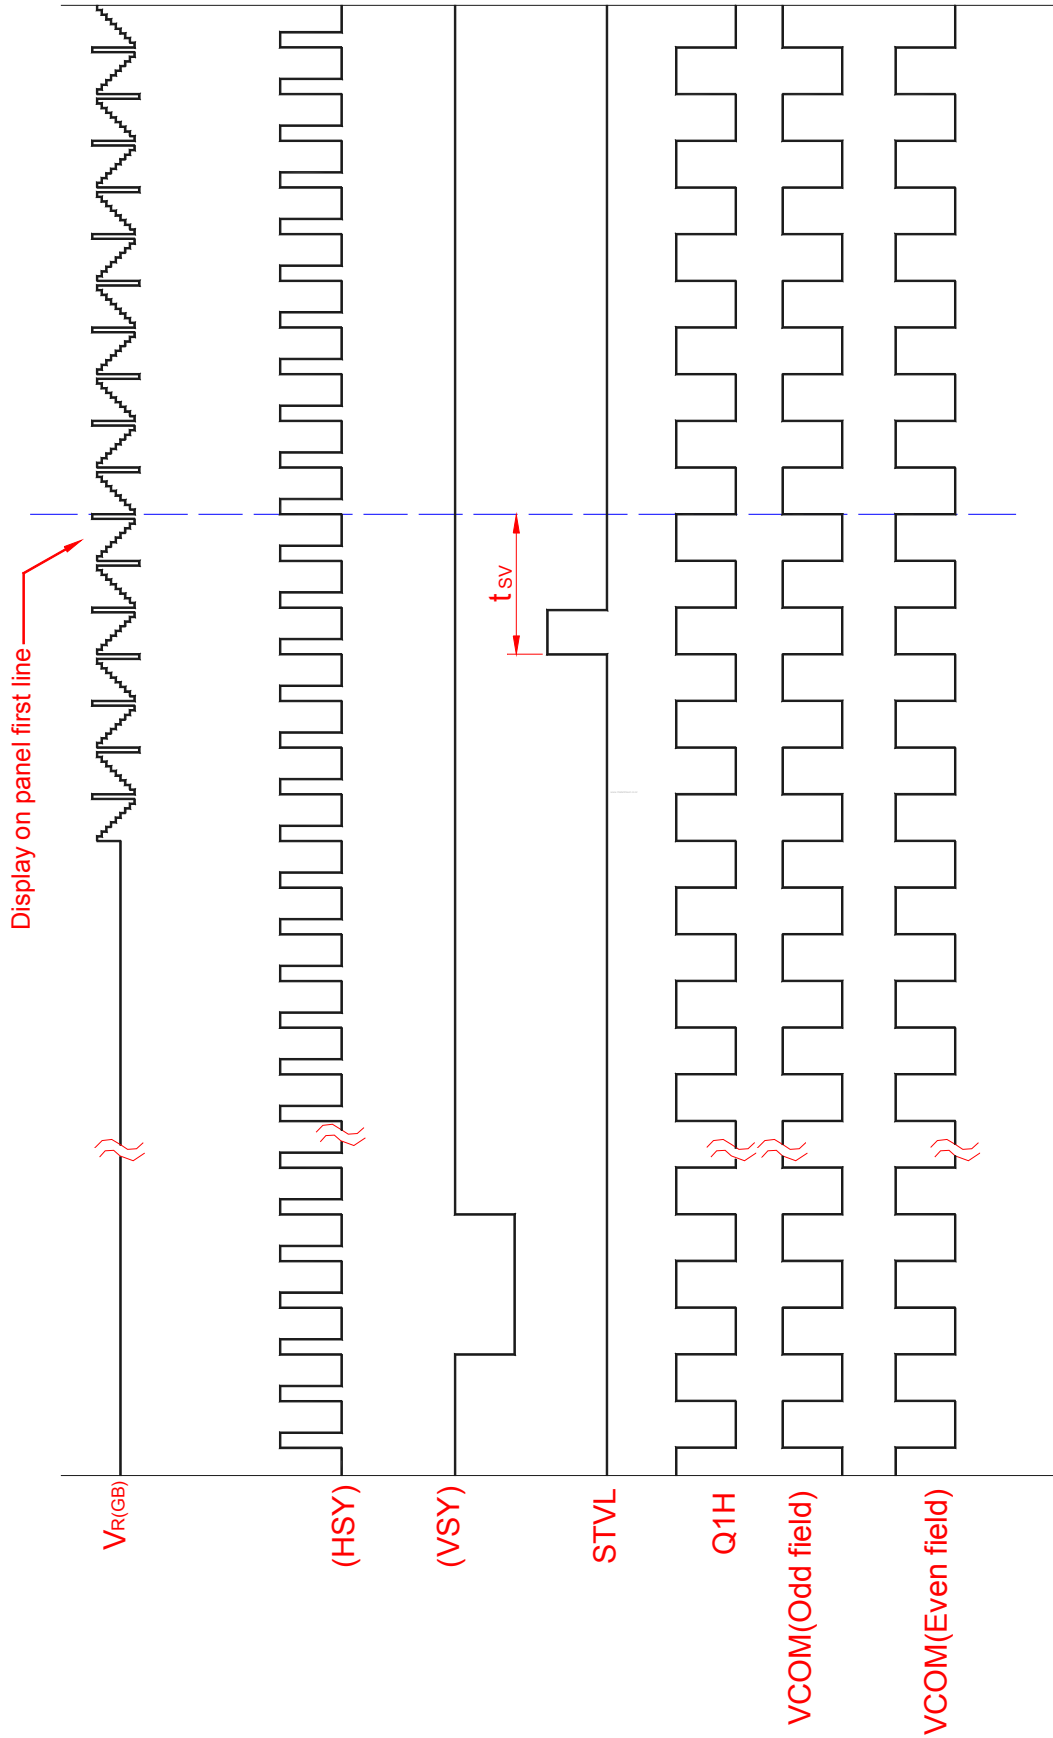 Display on panel first line
VR(GB)
(HSY)
(VSY)
tsv
STVL
Q1H
VCOM(Odd field)
VCOM(Even field)